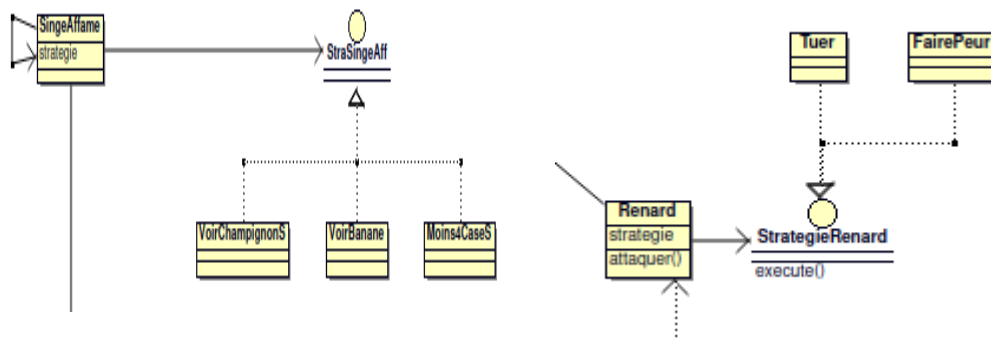 SingeAffame
strategie
StraSingeAff
VoirChampignonS
VoirBanane
Moins4CaseS
Tuer
FairePeur
Renard
strategie
attaquer()
StrategieRenard
execute()